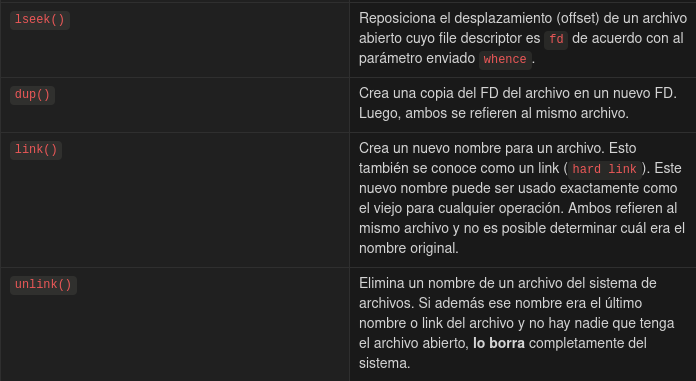 lseek()
Reposiciona el desplazamiento (offset) de un archivo
abierto cuyo file descriptor es fd de acuerdo con al
parámetro enviado whence.
dup()
Crea una copia del FD del archivo en un nuevo FD.
Luego, ambos se refieren al mismo archivo.
link()
Crea un nuevo nombre para un archivo. Esto
también se conoce como un link (hard link). Este
nuevo nombre puede ser usado exactamente como
el viejo para cualquier operación. Ambos refieren al
mismo archivo y no es posible determinar cuál era el
nombre original.
unlink()
Elimina un nombre de un archivo del sistema de
archivos. Si además ese nombre era el último
nombre o link del archivo y no hay nadie que tenga
el archivo abierto, lo borra completamente del
sistema.